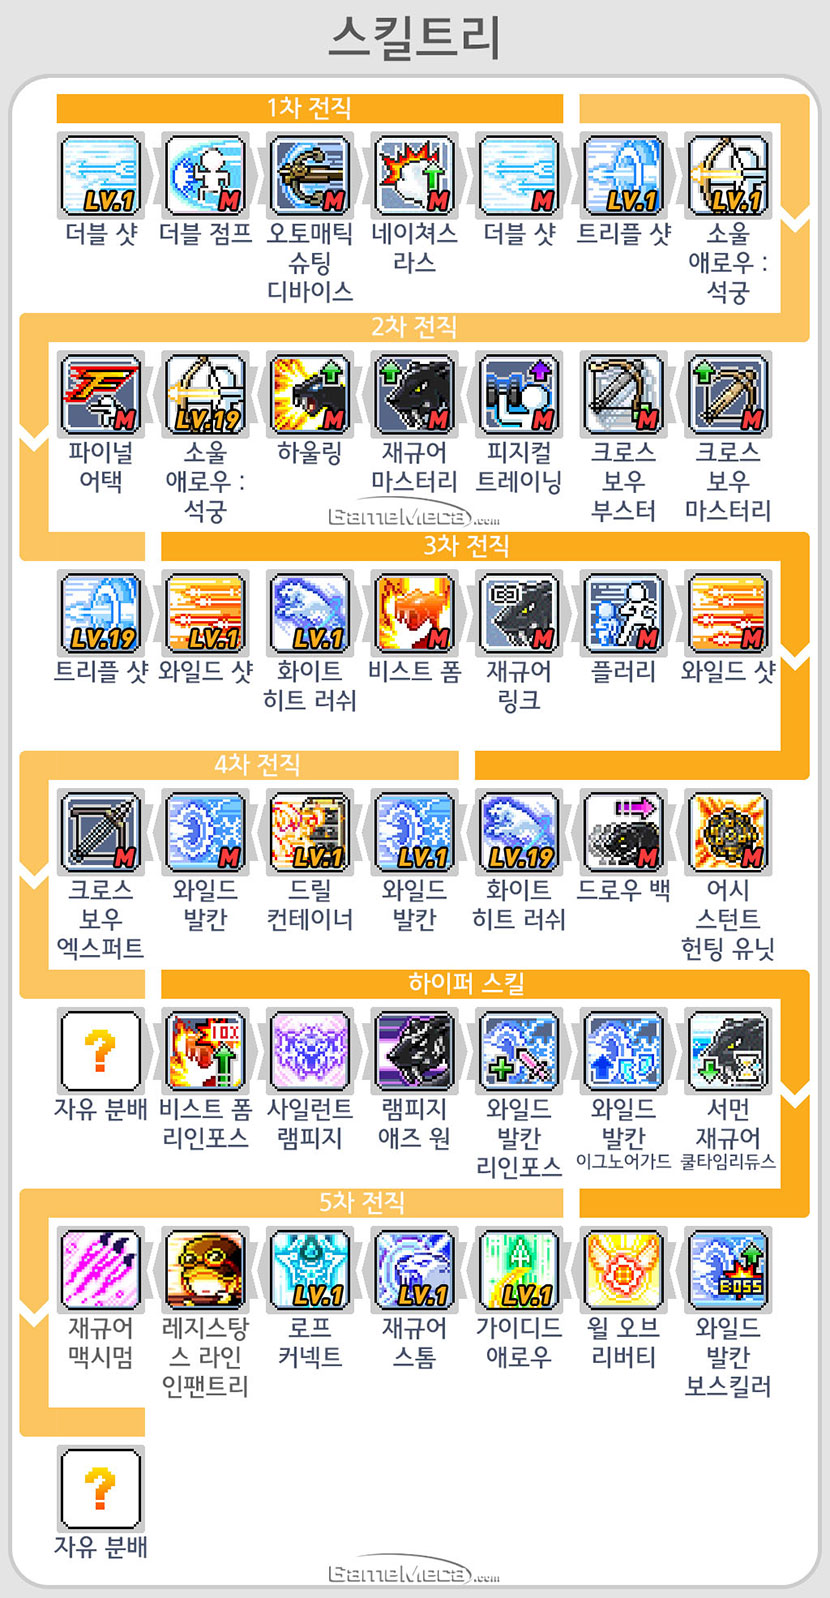 스킬트리
1차 전직
LV.1
M
M
M
M
LV.1
LV.1
더블 샷
더블 점프
오토매틱
슈팅
디바이스
네이쳐스
라스
더블 샷
트리플 샷
소울
애로우 :
석궁
2차 전직
M
LV.19
M
M
M
M
M
파이널
어택
소울
애로우 :
석궁
하울링
재규어
마스터리
피지컬
트레이닝
크로스
보우
부스터
크로스
보우
마스터리
GameMeca.com
3차 전직
LV.19
LV.1
LV.1
M
M
M
M
트리플 샷
와일드 샷
화이트
히트 러쉬
비스트 폼
재규어
링크
플러리
와일드 샷
4차 전직
M
M
LV.1
LV.1
LV.19
M
M
크로스
보우
엑스퍼트
와일드
발칸
드릴
컨테이너
와일드
발칸
화이트
히트 러쉬
드로우 백
어시
스턴트
헌팅 유닛
하이퍼 스킬
?
10X
자유 분배
비스트 폼
리인포스
사일런트
램피지
램피지
애즈 원
와일드
발칸
리인포스
와일드
발칸
이그노어가드
서먼
재규어
쿨타임리듀스
5차 전직
LV.1
LV.1
LV.1
BOSS
재규어
맥시멈
레지스탕
스 라인
인팬트리
로프
커넥트
재규어
스톰
가이디드
애로우
윌 오브
리버티
와일드
발칸
보스킬러
?
자유 분배
GameMeca.com